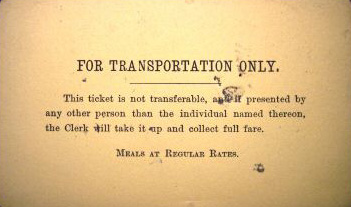 FOR TRANSPORTATION ONLY.
This ticket is not transferable, and if presented by
any other person than the individual named thereon,
the Clerk will take it up and collect full fare.
MEALS AT REGULAR RATES.